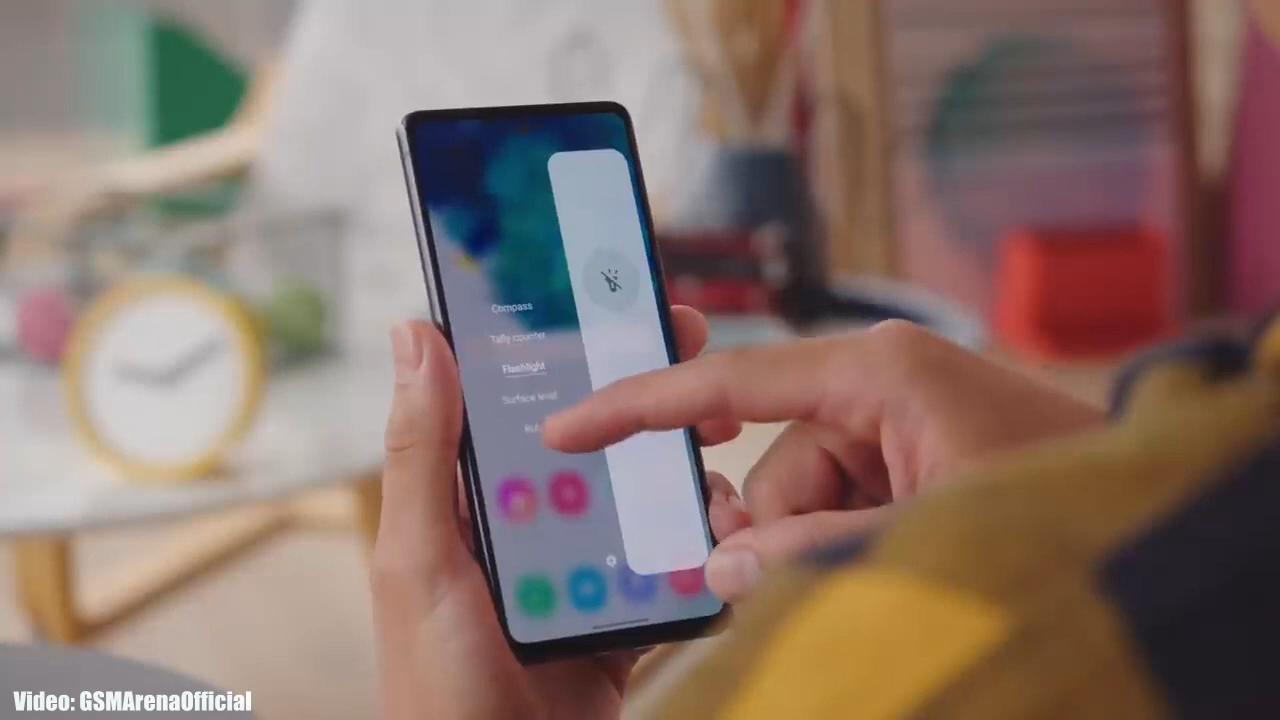 Compass
Tally counter
Flashlight
Surface level
Video: GSMArenaOfficial